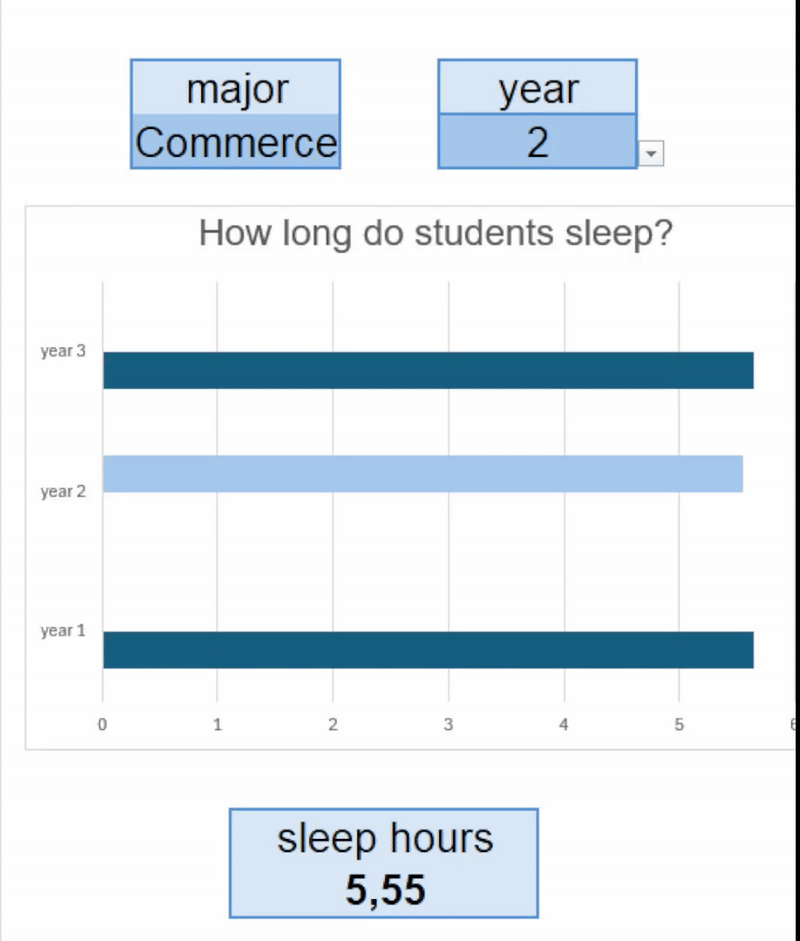 major
year
Commerce
2
How long do students sleep?
year 3
year 2
year 1
0 1 2 3 4 5
sleep hours
5,55